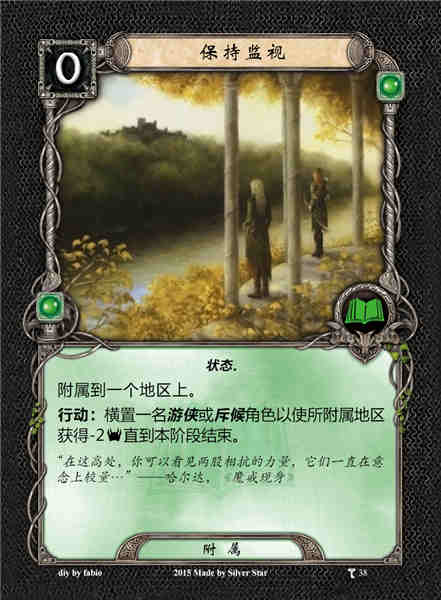 保持监视
0
状态.
附属到一个地区上。
行动：横置一名游侠或斥候角色以使所附属地区
获得-2 直到本阶段结束。
“在这高处，你可以看见两股相抗的力量，它们一直在意
念上较量…”——哈尔达，《魔戒现身》
附属
diy by fabio
2015 Made by Silver Star
38